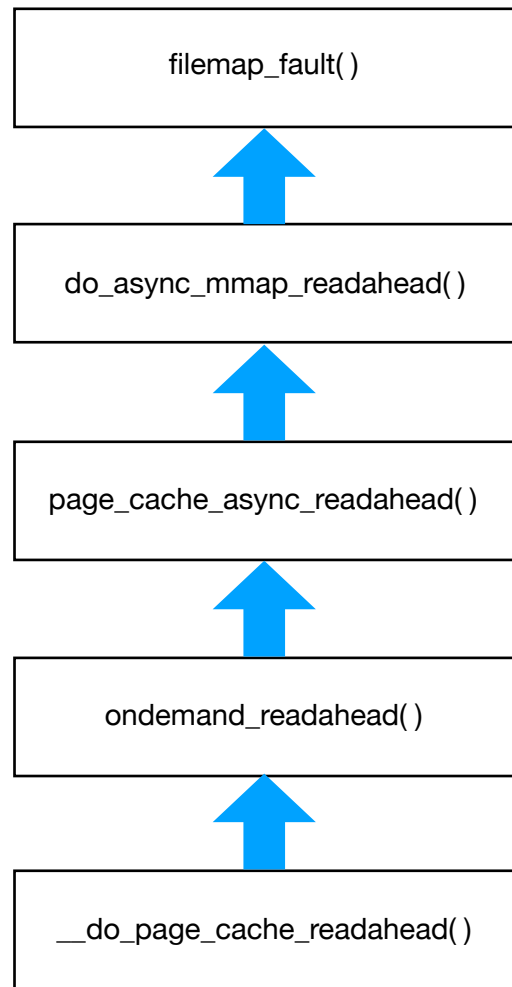 filemap_fault( )
do_async_mmap_readahead( )
page_cache_async_readahead( )
ondemand_readahead( )
__do_page_cache_readahead( )